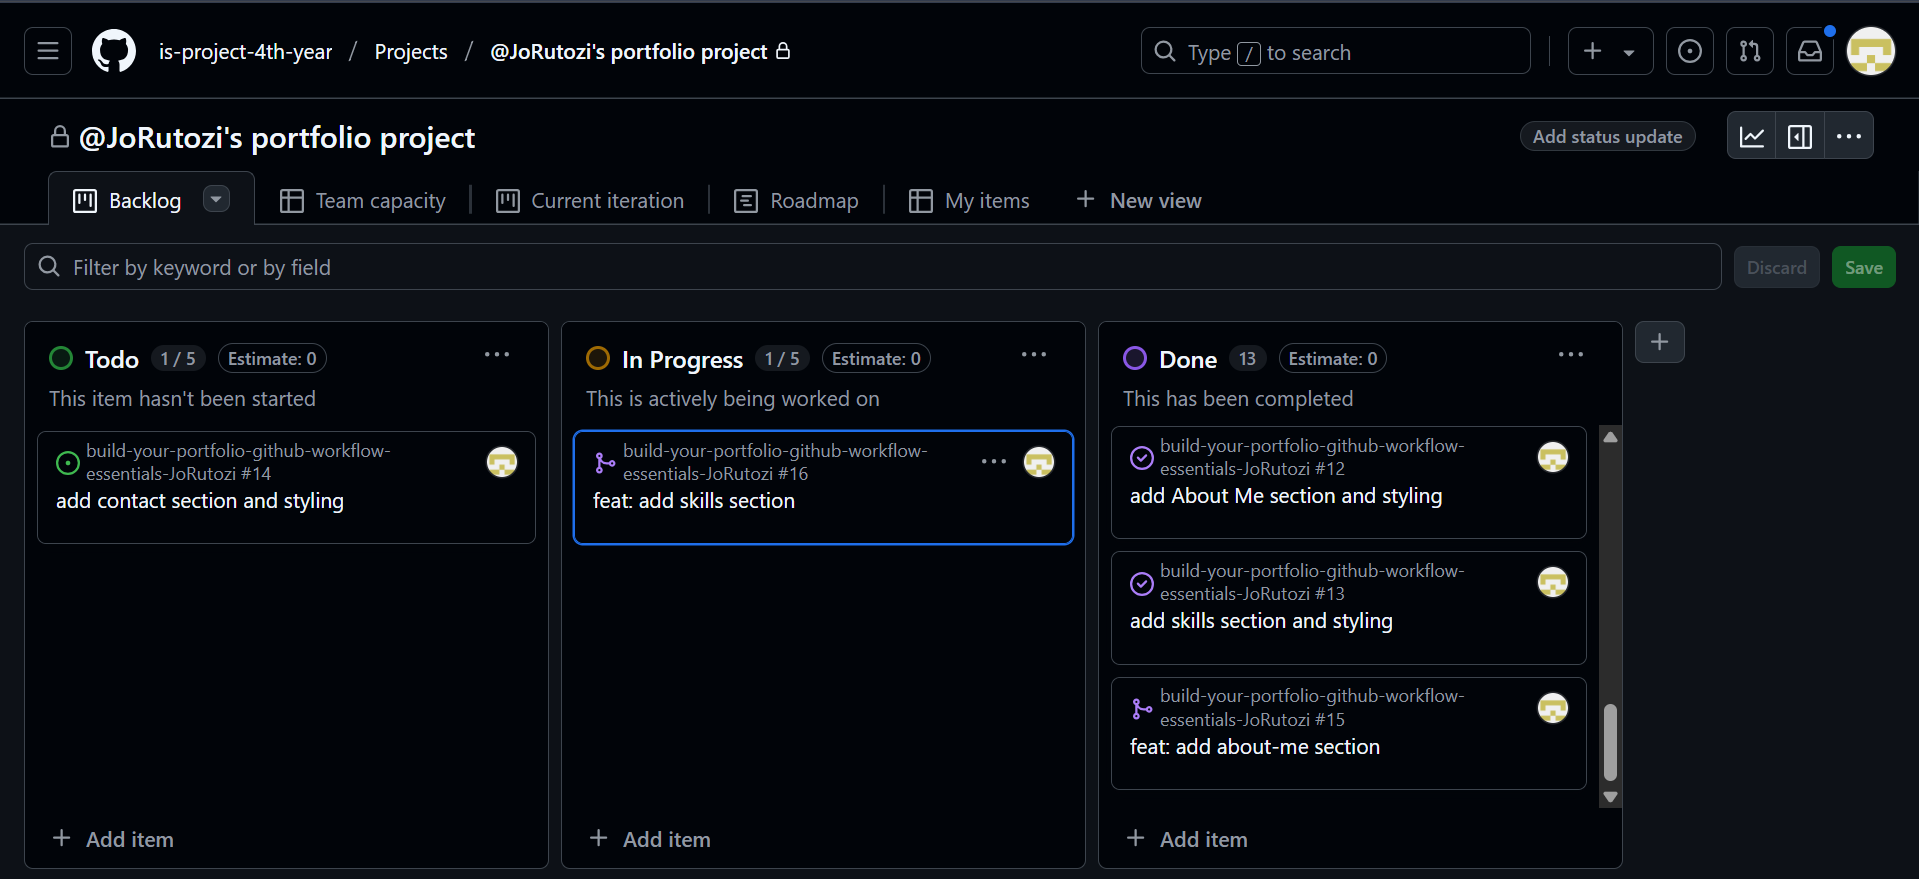 is-project-4th-year / Projects / @JoRutozi's portfolio project
Type / to search
@JoRutozi's portfolio project
Add status update
Backlog
Team capacity
Current iteration
Roadmap
My items
New view
Filter by keyword or by field
Discard
Save
Todo 1 / 5 Estimate: 0
This item hasn't been started
build-your-portfolio-github-workflow-
essentials-JoRutozi #14
add contact section and styling
Add item
In Progress 1 / 5 Estimate: 0
This is actively being worked on
build-your-portfolio-github-workflow-
essentials-JoRutozi #16
feat: add skills section
Add item
Done 13 Estimate: 0
This has been completed
build-your-portfolio-github-workflow-
essentials-JoRutozi #12
add About Me section and styling
build-your-portfolio-github-workflow-
essentials-JoRutozi #13
add skills section and styling
build-your-portfolio-github-workflow-
essentials-JoRutozi #15
feat: add about-me section
Add item